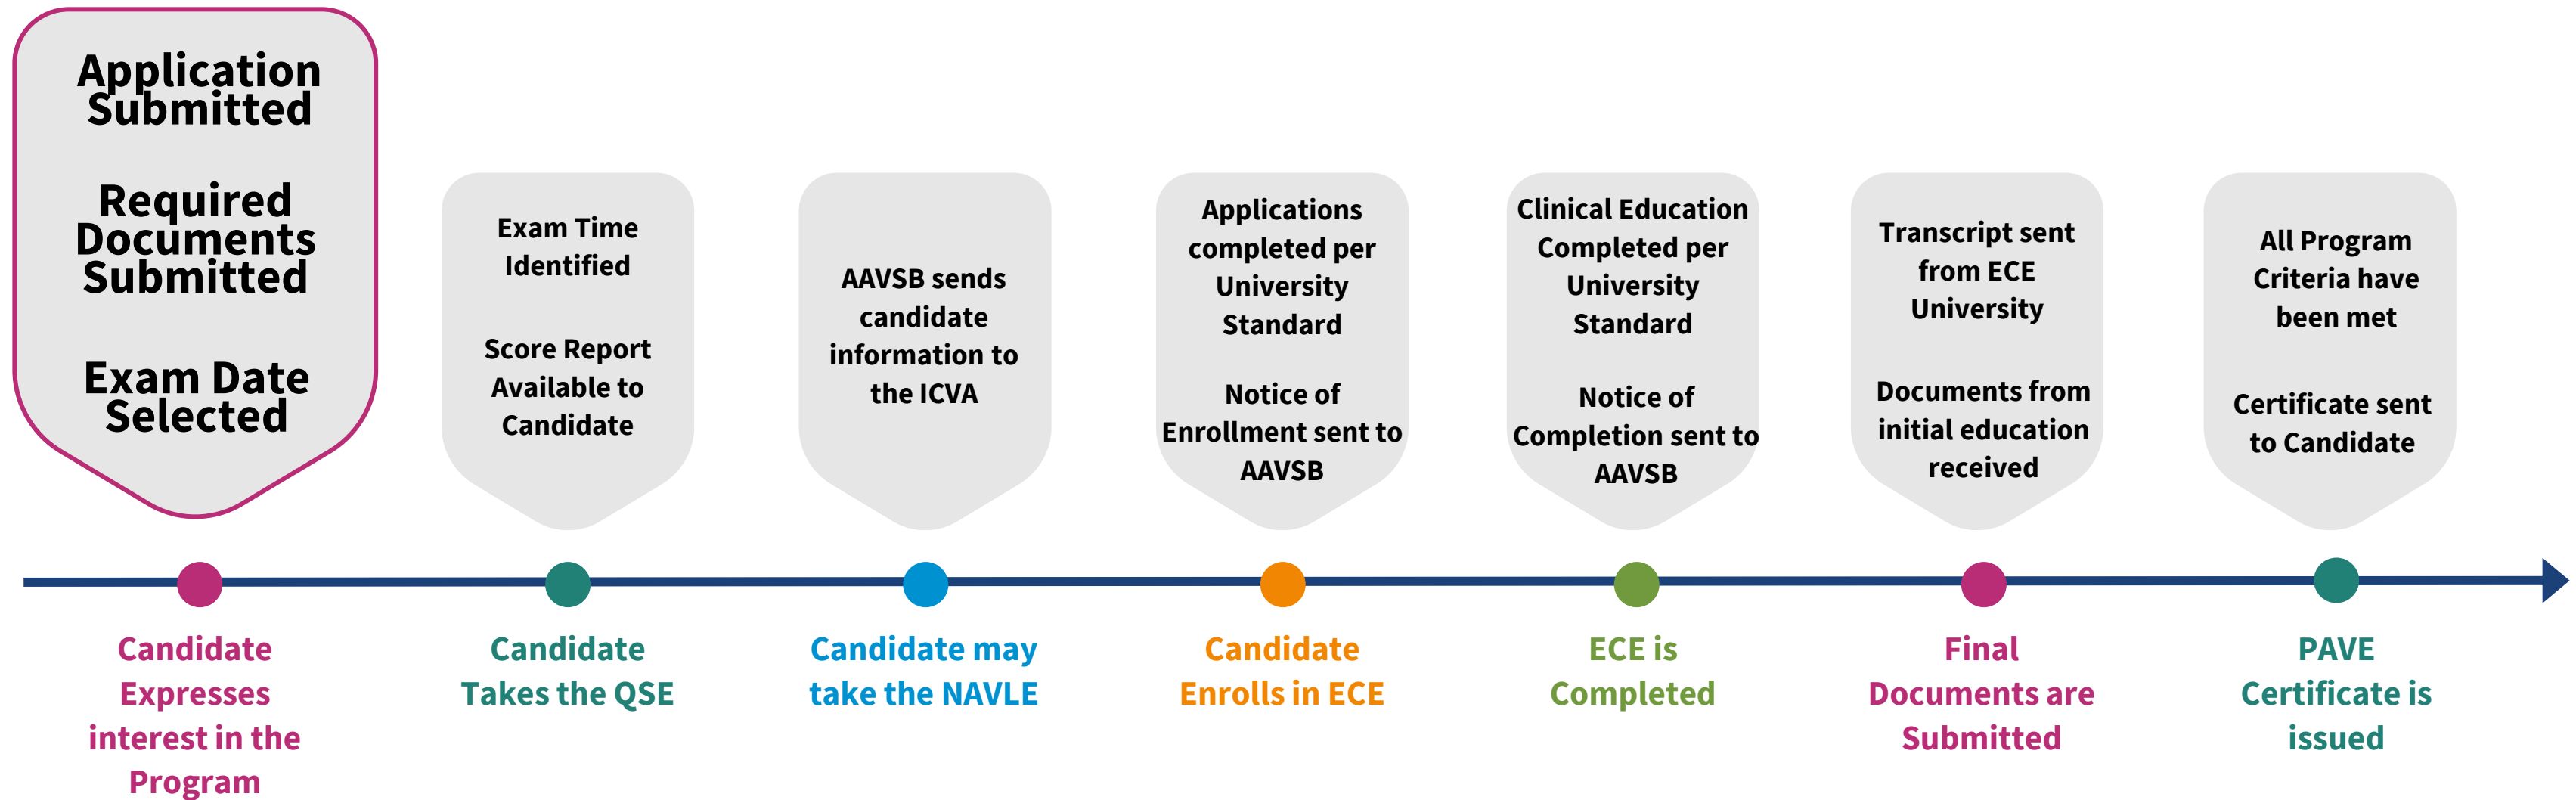 Application
Submitted
Required
Documents
Submitted
Exam Date
Selected
Exam Time
Identified
Score Report
Available to
Candidate
AAVSB sends
candidate
information to
the ICVA
Applications
completed per
University
Standard
Notice of
Enrollment sent to
AAVSB
Clinical Education
Completed per
University
Standard
Notice of
Completion sent to
AAVSB
Transcript sent
from ECE
University
Documents from
initial education
received
All Program
Criteria have
been met
Certificate sent
to Candidate
Candidate
Expresses
interest in the
Program
Candidate
Takes the QSE
Candidate may
take the NAVLE
Candidate
Enrolls in ECE
ECE is
Completed
Final
Documents are
Submitted
PAVE
Certificate is
issued